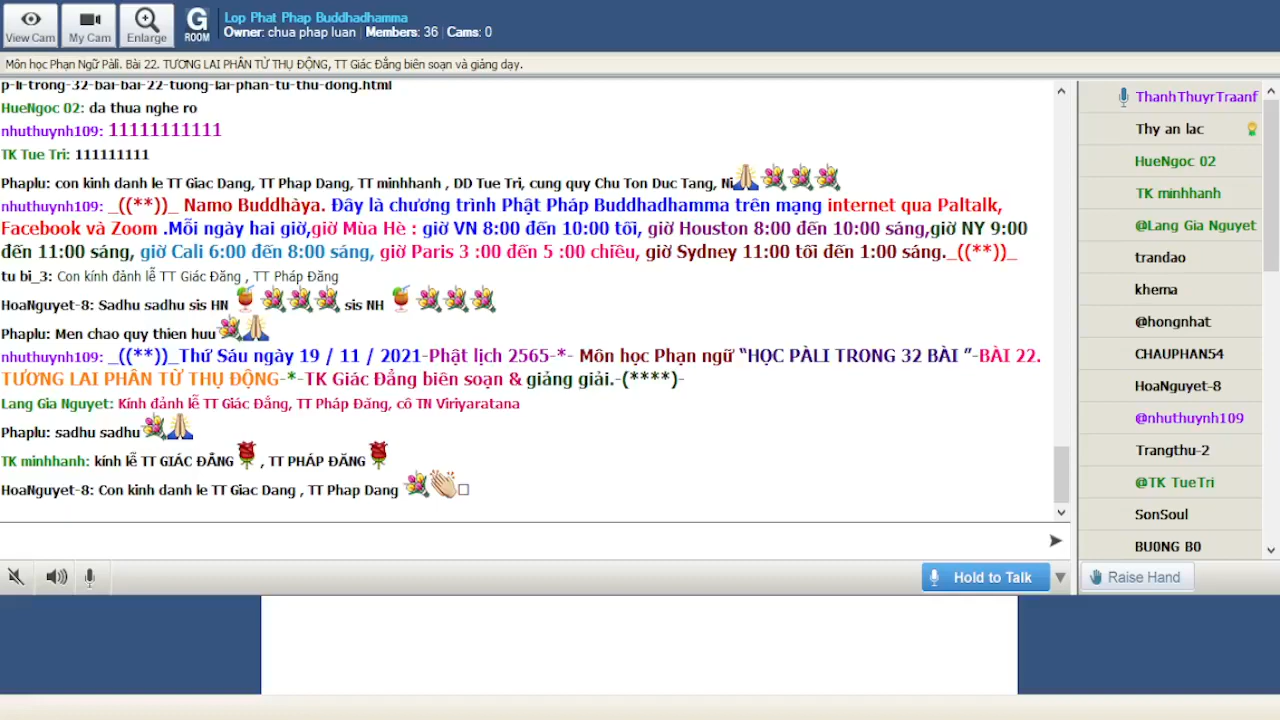 View Cam
My Cam
Enlarge
G
ROOM
Lop Phat Phap Buddhadhamma
Owner: chua phap luan | Members: 36 | Cams: 0
Môn học Phạn Ngữ Pāli. Bài 22. TƯƠNG LAI PHÂN TỪ THỤ ĐỘNG, TT Giác Đẳng biên soạn và giảng dạy.
p-li-trong-32-bai-bai-22-tuong-lai-phan-tu-thu-dong.html
HueNgoc 02: da thua nghe ro
nhuthuynh109: 11111111111
TK Tue Tri: 111111111
Phaplu: con kinh danh le TT Giac Dang, TT Phap Dang, TT minhhanh , DD Tue Tri, cung quy Chu Ton Duc Tang, Ni
nhuthuynh109: _((**))_ Namo Buddhàya. Đây là chương trình Phật Pháp Buddhadhamma trên mạng internet qua Paltalk,
Facebook và Zoom .Mỗi ngày hai giờ,giờ Mùa Hè : giờ VN 8:00 đến 10:00 tối, giờ Houston 8:00 đến 10:00 sáng,giờ NY 9:00
đến 11:00 sáng, giờ Cali 6:00 đến 8:00 sáng, giờ Paris 3 :00 đến 5 :00 chiều, giờ Sydney 11:00 tối đến 1:00 sáng._((**))_
tu bi_3: Con kính đảnh lễ TT Giác Đăng , TT Pháp Đăng
HoaNguyet-8: Sadhu sadhu sis HN sis NH
Phaplu: Men chao quy thien huu
nhuthuynh109: _((**))_Thứ Sáu ngày 19 / 11 / 2021-Phật lịch 2565-*- Môn học Phạn ngữ “HỌC PÀLI TRONG 32 BÀI ”-BÀI 22.
TƯƠNG LAI PHÂN TỪ THỤ ĐỘNG-*-TK Giác Đẳng biên soạn & giảng giải.-(****)-
Lang Gia Nguyet: Kính đảnh lễ TT Giác Đẳng, TT Pháp Đăng, cô TN Viriyaratana
Phaplu: sadhu sadhu
TK minhhanh: kính lễ TT GIÁC ĐẲNG , TT PHÁP ĐĂNG
HoaNguyet-8: Con kinh danh le TT Giac Dang , TT Phap Dang
Hold to Talk
ThanhThuyrTraanf
Thy an lac
HueNgoc 02
TK minhhanh
@Lang Gia Nguyet
trandao
khema
@hongnhat
CHAUPHAN54
HoaNguyet-8
@nhuthuynh109
Trangthu-2
@TK TueTri
SonSoul
BU0NG B0
Raise Hand